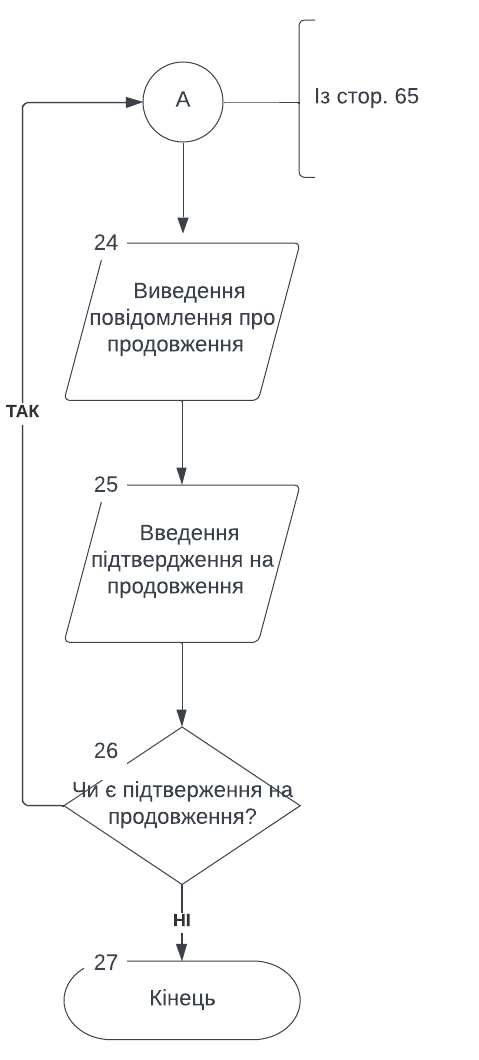 А
Із стор. 65
24
Виведення
повідомлення про
продовження
ТАК
25
Введення
підтвердження на
продовження
26
Чи є підтверження на
продовження?
НІ
27
Кінець